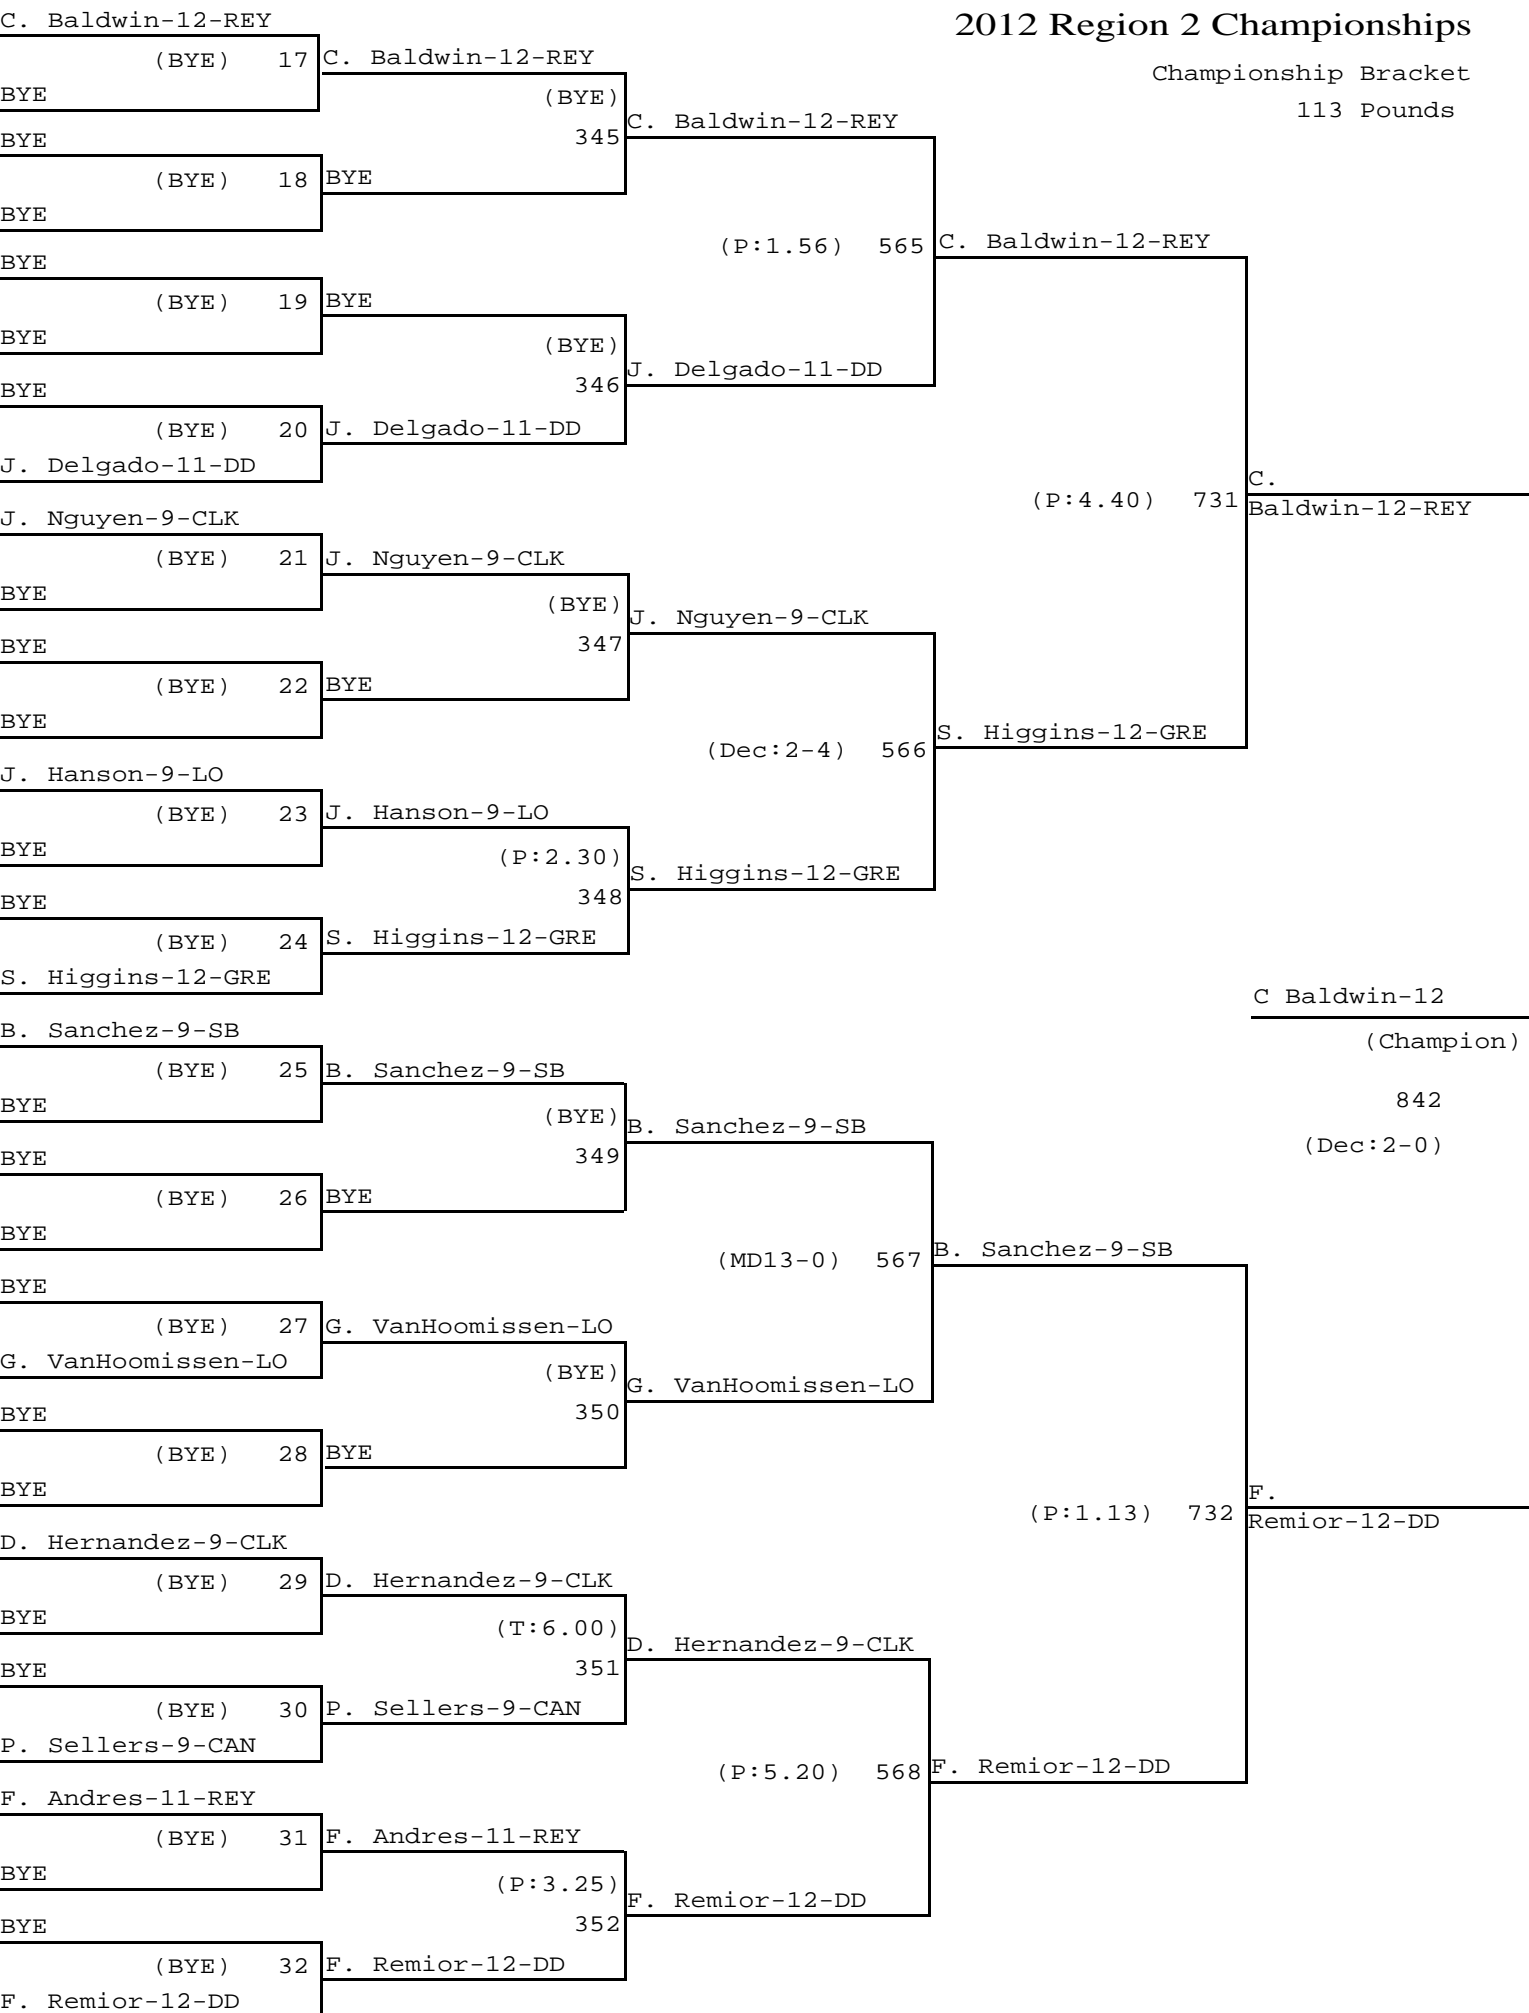 2012 Region 2 Championships
Championship Bracket
113 Pounds
C. Baldwin-12-REY
(BYE) 17
BYE
BYE
(BYE) 18
BYE
BYE
(BYE) 19
BYE
BYE
(BYE) 20
J. Delgado-11-DD
J. Nguyen-9-CLK
(BYE) 21
BYE
BYE
(BYE) 22
BYE
J. Hanson-9-LO
(BYE) 23
BYE
BYE
(BYE) 24
S. Higgins-12-GRE
B. Sanchez-9-SB
(BYE) 25
BYE
BYE
(BYE) 26
BYE
BYE
(BYE) 27
G. VanHoomissen-LO
BYE
(BYE) 28
BYE
D. Hernandez-9-CLK
(BYE) 29
BYE
BYE
(BYE) 30
P. Sellers-9-CAN
F. Andres-11-REY
(BYE) 31
BYE
BYE
(BYE) 32
F. Remior-12-DD
C. Baldwin-12-REY
(BYE)
345
BYE
BYE
(BYE)
346
J. Delgado-11-DD
J. Nguyen-9-CLK
(BYE)
347
BYE
J. Hanson-9-LO
(P:2.30)
348
S. Higgins-12-GRE
B. Sanchez-9-SB
(BYE)
349
BYE
G. VanHoomissen-LO
(BYE)
350
BYE
D. Hernandez-9-CLK
(T:6.00)
351
P. Sellers-9-CAN
F. Andres-11-REY
(P:3.25)
352
F. Remior-12-DD
C. Baldwin-12-REY
(P:1.56) 565
J. Delgado-11-DD
J. Nguyen-9-CLK
(Dec:2-4) 566
S. Higgins-12-GRE
B. Sanchez-9-SB
(MD13-0) 567
G. VanHoomissen-LO
D. Hernandez-9-CLK
(P:5.20) 568
F. Remior-12-DD
C. Baldwin-12-REY
(P:4.40) 731
S. Higgins-12-GRE
B. Sanchez-9-SB
(P:1.13) 732
F. Remior-12-DD
C.
Baldwin-12-REY
C Baldwin-12
(Champion)
842
(Dec:2-0)
F.
Remior-12-DD